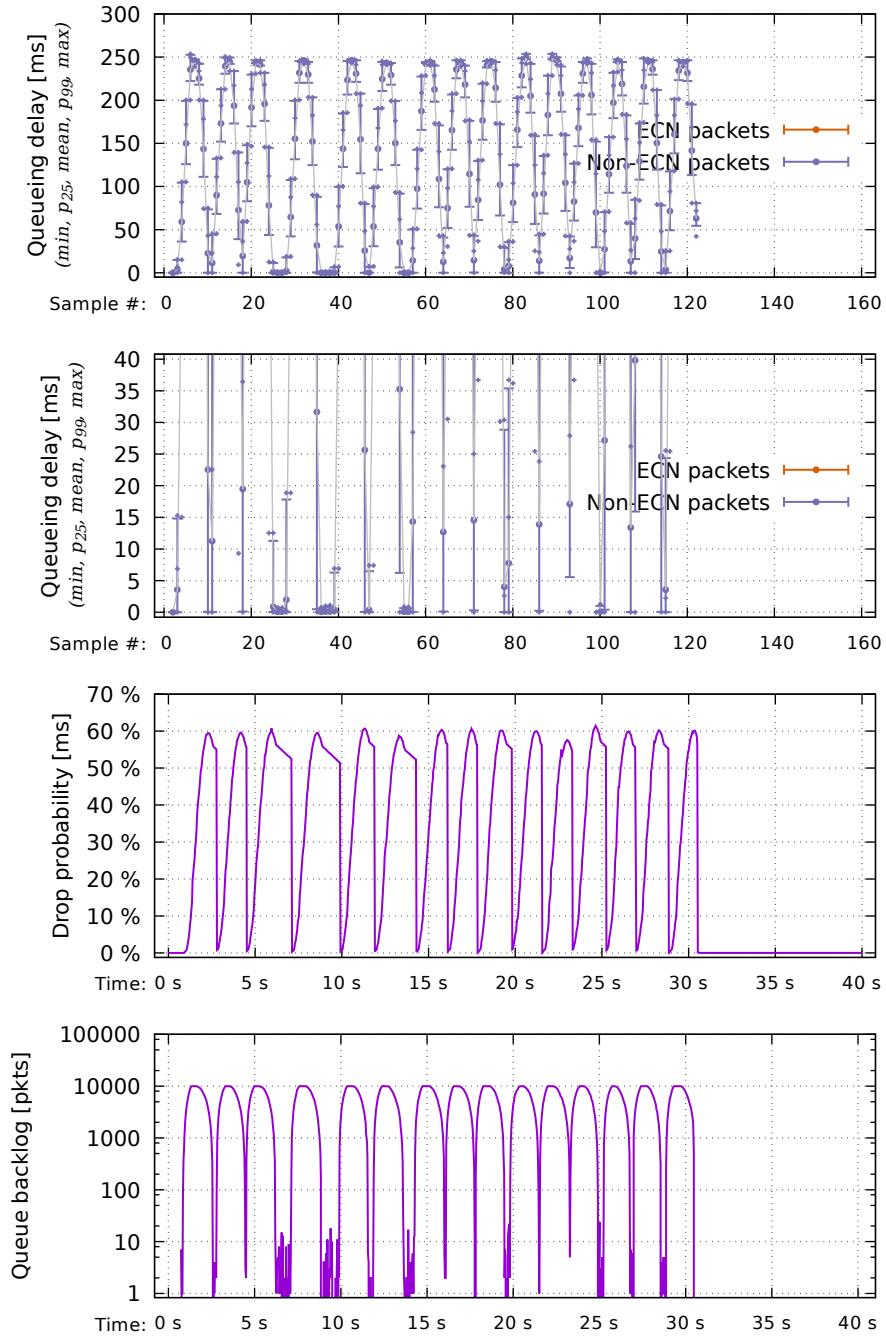 300
250
200
150
100
50
0
Queueing delay [ms]
(min, p25, mean, p99, max)
ECN packets
Non-ECN packets
Sample #: 0 20 40 60 80 100 120 140 160
40
35
30
25
20
15
10
5
0
Queueing delay [ms]
(min, p25, mean, p99, max)
ECN packets
Non-ECN packets
Sample #: 0 20 40 60 80 100 120 140 160
70 %
60 %
50 %
40 %
30 %
20 %
10 %
0 %
Drop probability [ms]
Time: 0 s 5 s 10 s 15 s 20 s 25 s 30 s 35 s 40 s
100000
10000
1000
100
10
1
Queue backlog [pkts]
Time: 0 s 5 s 10 s 15 s 20 s 25 s 30 s 35 s 40 s